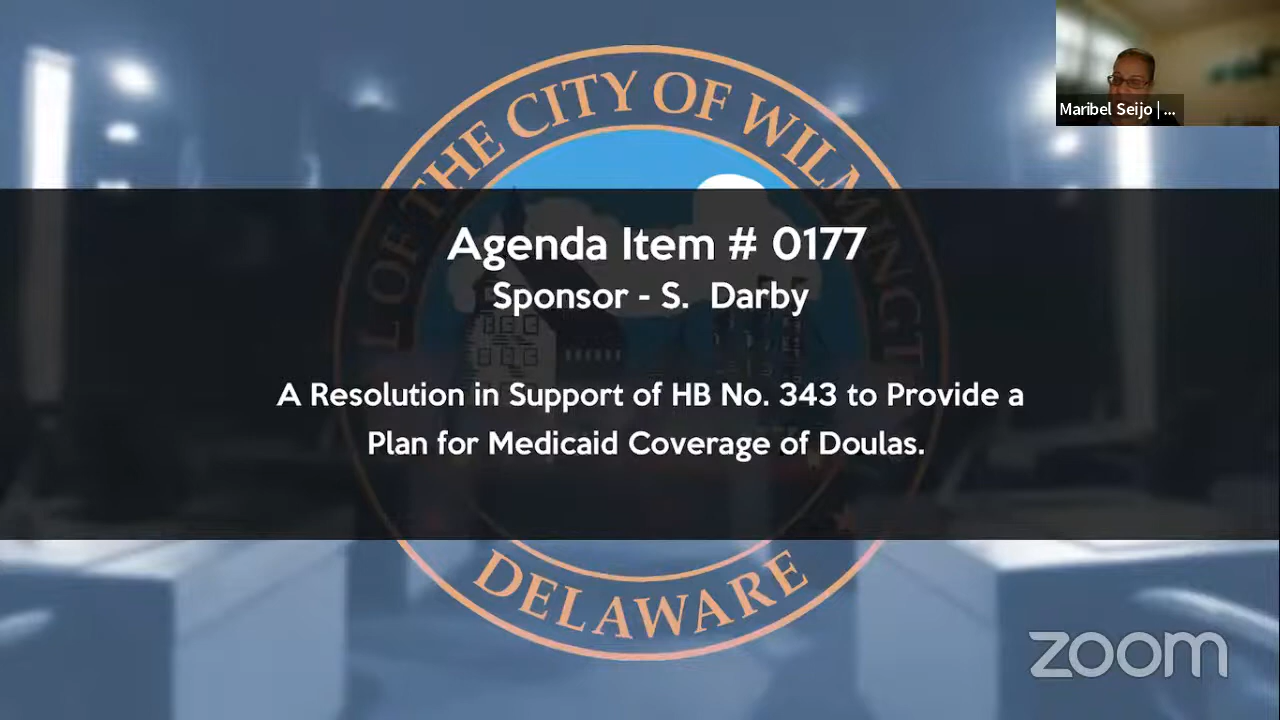 Maribel Seijo | ...
L OF THE CITY OF WILMINGT
Agenda Item # 0177
Sponsor - S. Darby
A Resolution in Support of HB No. 343 to Provide a
Plan for Medicaid Coverage of Doulas.
DELAWARE
zoom